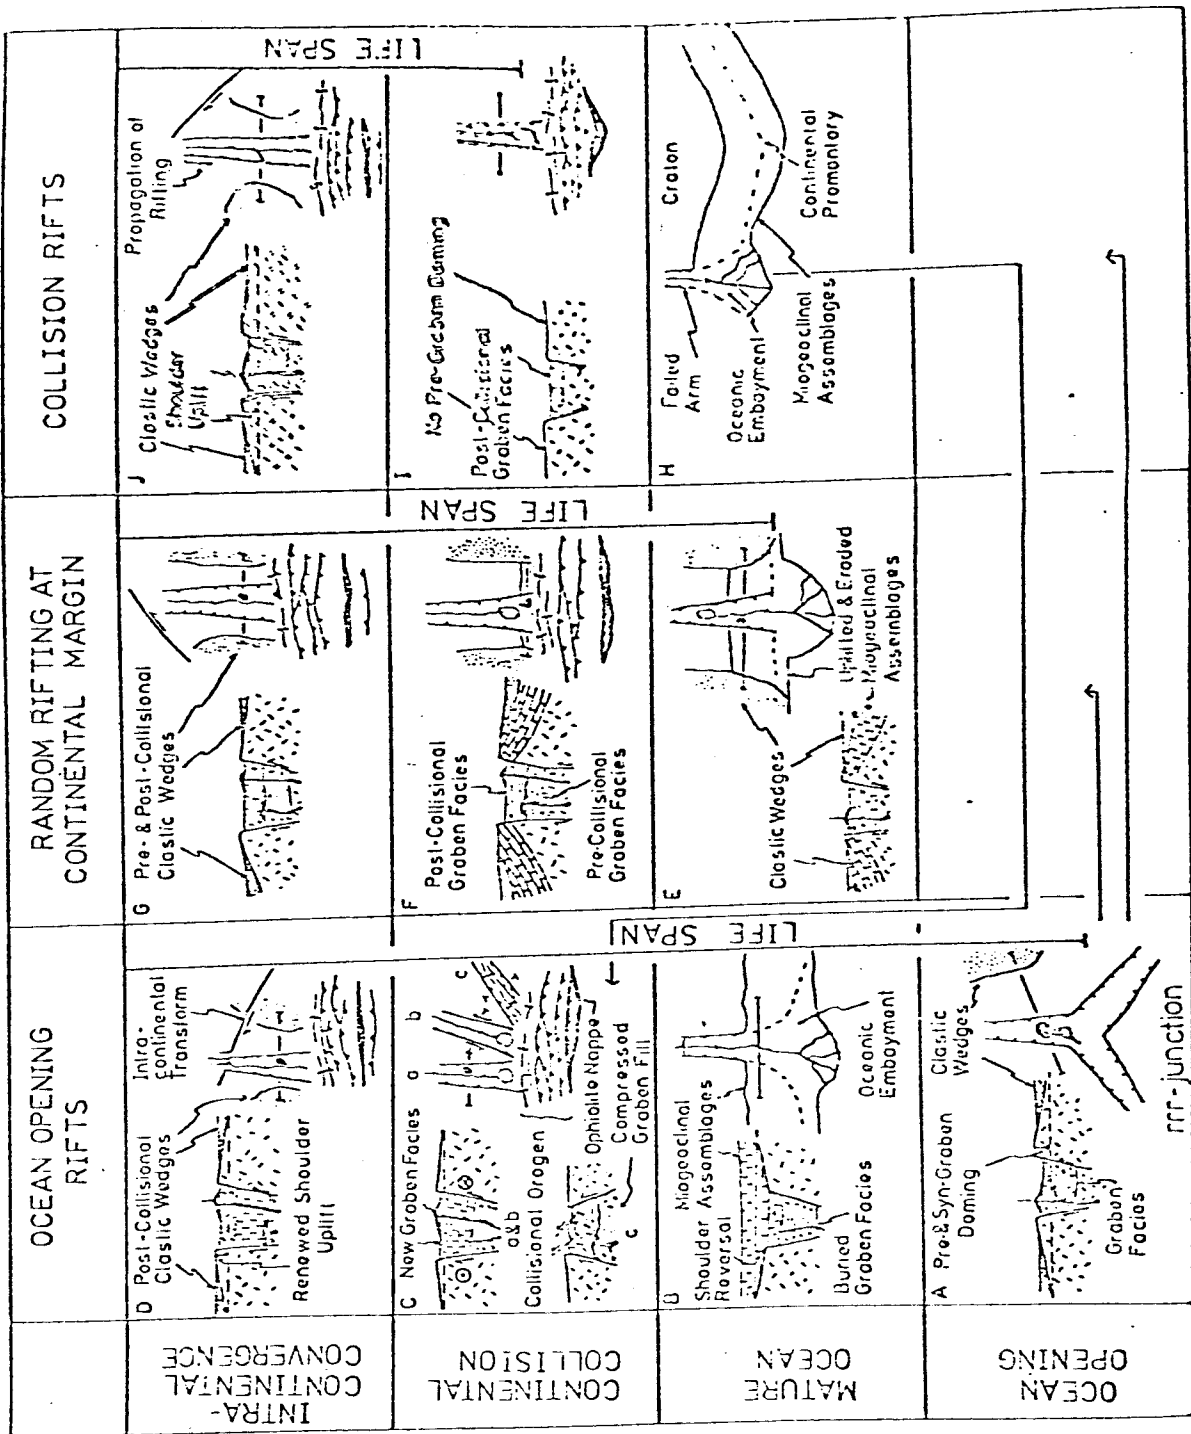 OCEAN OPENING
RIFTS
RANDOM RIFTING AT
CONTINENTAL MARGIN
COLLISION RIFTS
INTRA-
CONTINENTAL
CONVERGENCE
D Post-Collisional
Clastic Wedges
Intra-
continental
Transform
Renewed Shoulder
Uplift
G Pre- & Post-Collisional
Clastic Wedges
J
Clastic Wedges
Shoulder
Uplift
Propagation of
Rifting
LIFE SPAN
CONTINENTAL
COLLISION
C New Graben Facies
a b
c
a&b
Collisional Orogen
Ophiolite Nappe
Compressed
Graben Fill
c
F
Post-Collisional
Graben Facies
Pre-Collisional
Graben Facies
LIFE SPAN
I
No Pre-Graben Doming
Post-Collisional
Graben Facies
MATURE
OCEAN
B
Shoulder
Reversal
Miogeoclinal
Assemblages
Buried
Graben Facies
Oceanic
Embayment
LIFE SPAN
E
Clastic Wedges
Uplifted & Eroded
Miogeoclinal
Assemblages
H
Failed
Arm
Craton
Oceanic
Embayment
Miogeoclinal
Assemblages
Continental
Promontory
OCEAN
OPENING
A Pre & Syn-Graben
Doming
Clastic
Wedges
Graben
Facies
rrr-junction